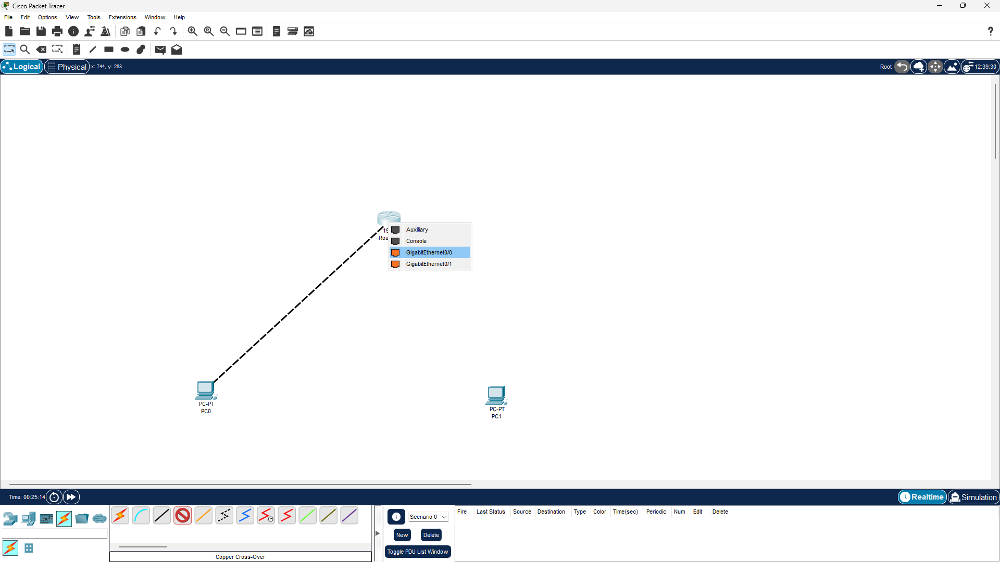 Cisco Packet Tracer
File Edit Options View Tools Extensions Window Help
Logical Physical x: 744, y: 283 Root 12:39:30
Auxiliary
Console
GigabitEthernet0/0
GigabitEthernet0/1
19
Rou
PC-PT
PC0
PC-PT
PC1
Time: 00:25:14 Realtime Simulation
Scenario 0
New Delete
Toggle PDU List Window
Fire Last Status Source Destination Type Color Time(sec) Periodic Num Edit Delete
Copper Cross-Over